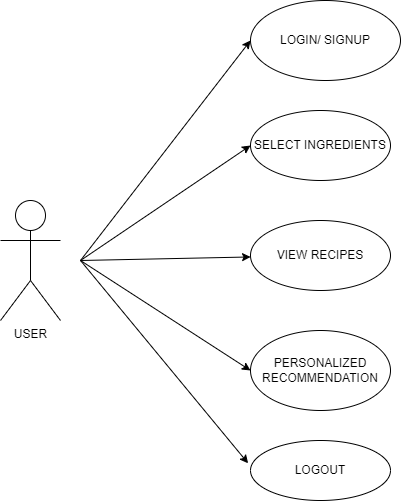 LOGIN/ SIGNUP
SELECT INGREDIENTS
VIEW RECIPES
USER
PERSONALIZED
RECOMMENDATION
LOGOUT